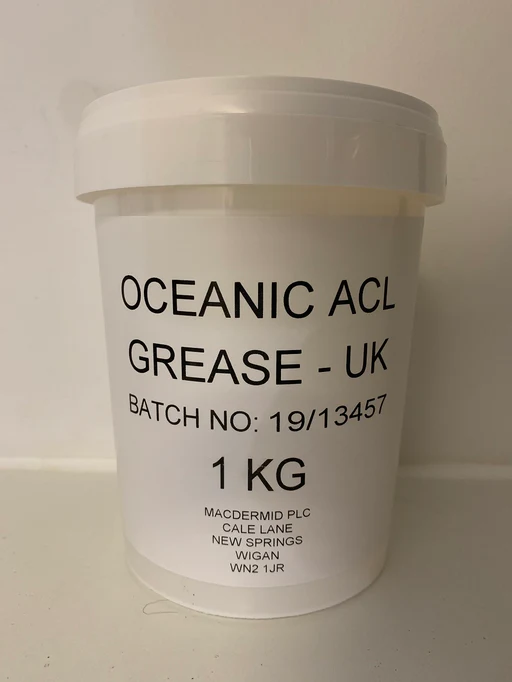 OCEANIC ACL
GREASE - UK
BATCH NO: 19/13457
1 KG
MACDERMID PLC
CALE LANE
NEW SPRINGS
WIGAN
WN2 1JR